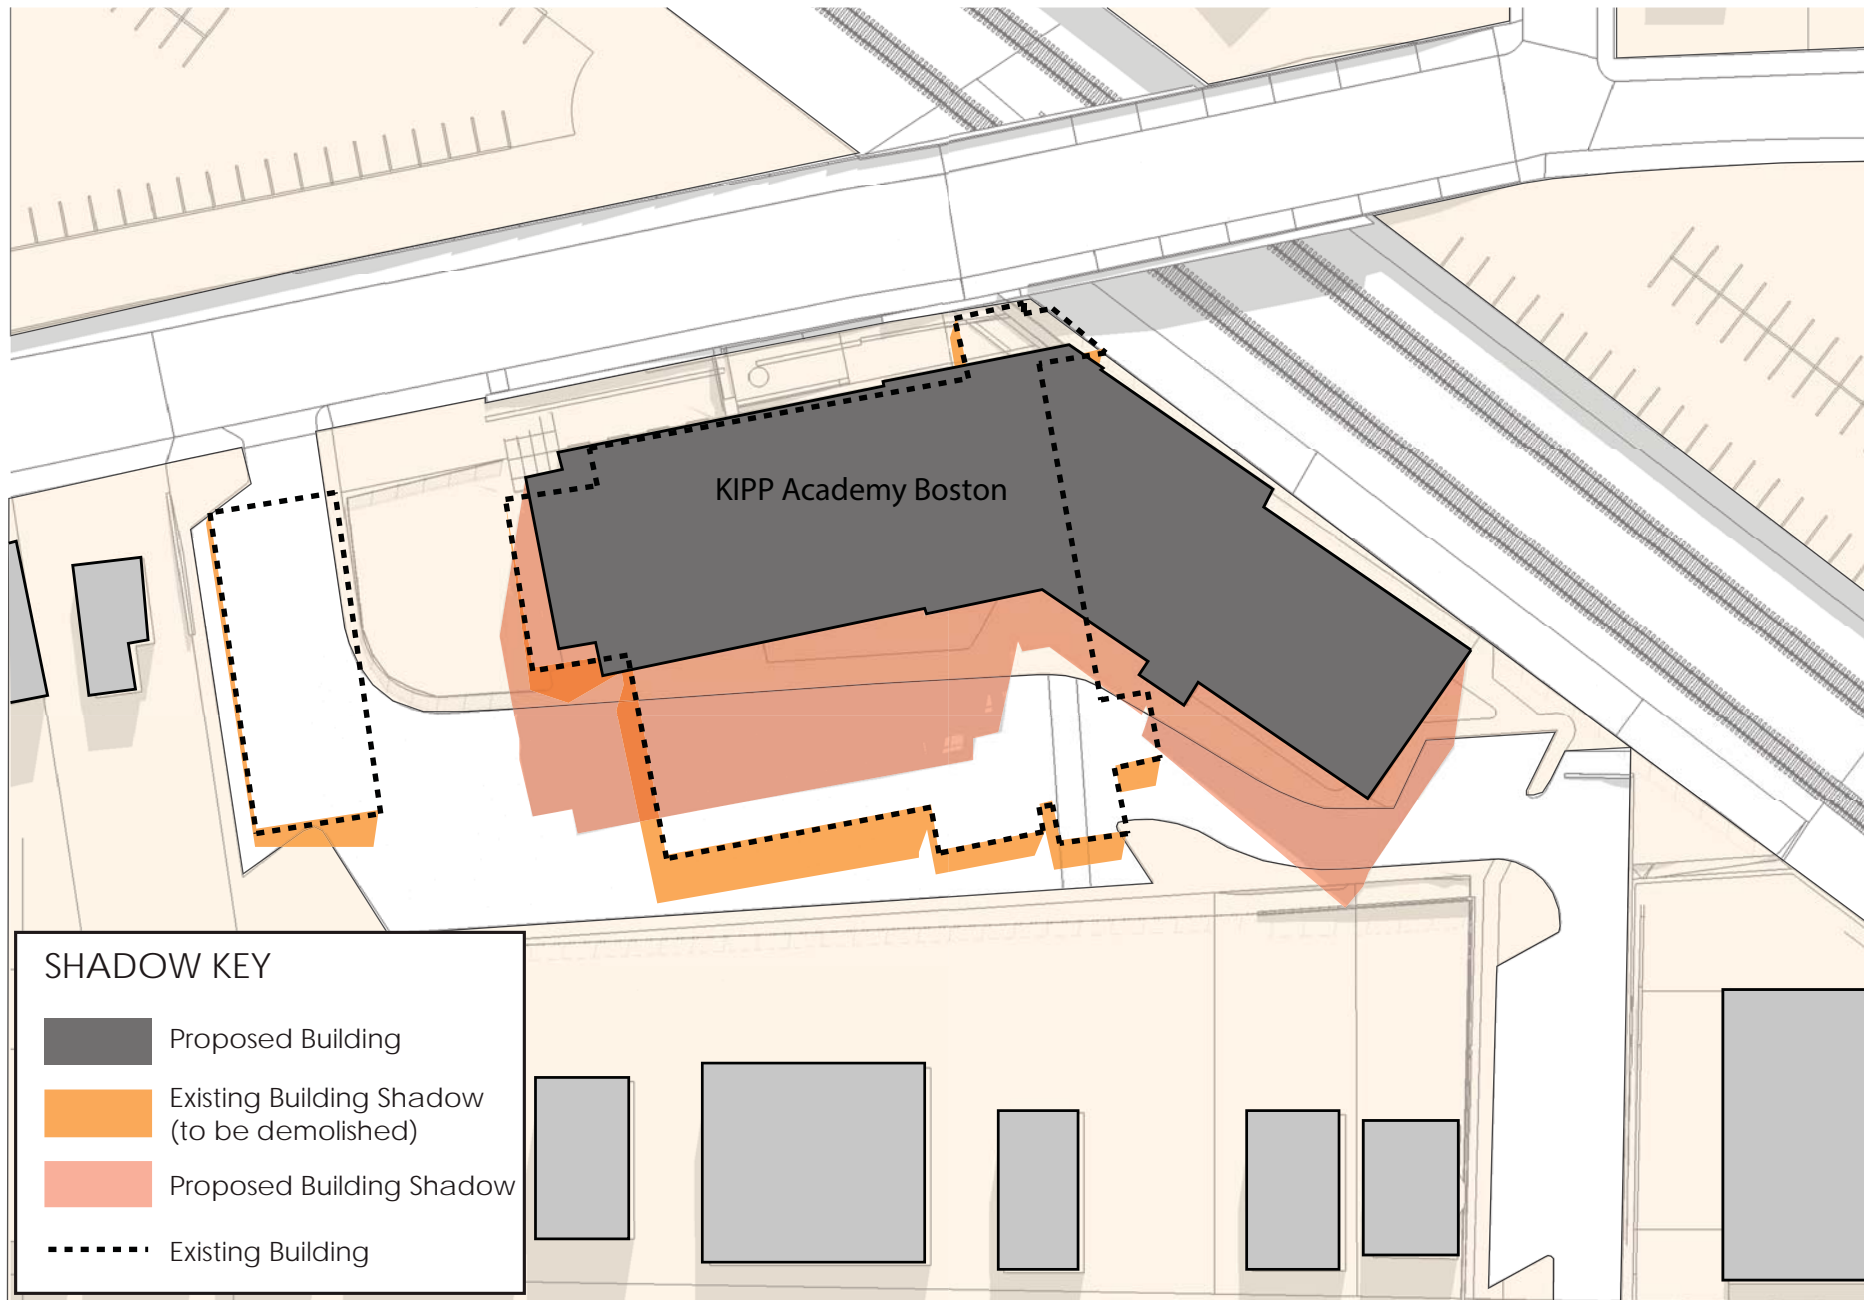 KIPP Academy Boston
SHADOW KEY
Proposed Building
Existing Building Shadow
(to be demolished)
Proposed Building Shadow
Existing Building